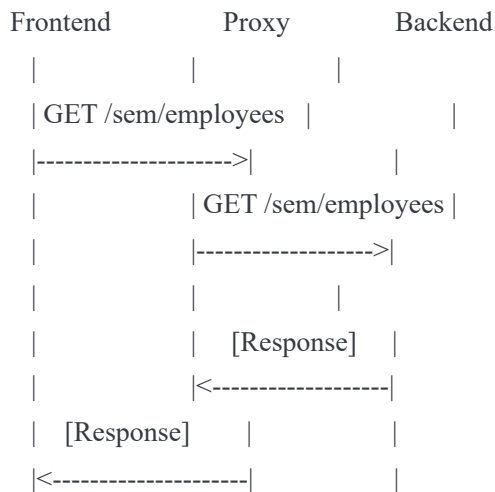 Frontend Proxy Backend
| | |
| GET /sem/employees | |
|--------------------->| |
| | GET /sem/employees |
| |------------------->|
| | |
| | [Response] |
| |<-------------------|
| [Response] | |
|<---------------------| |